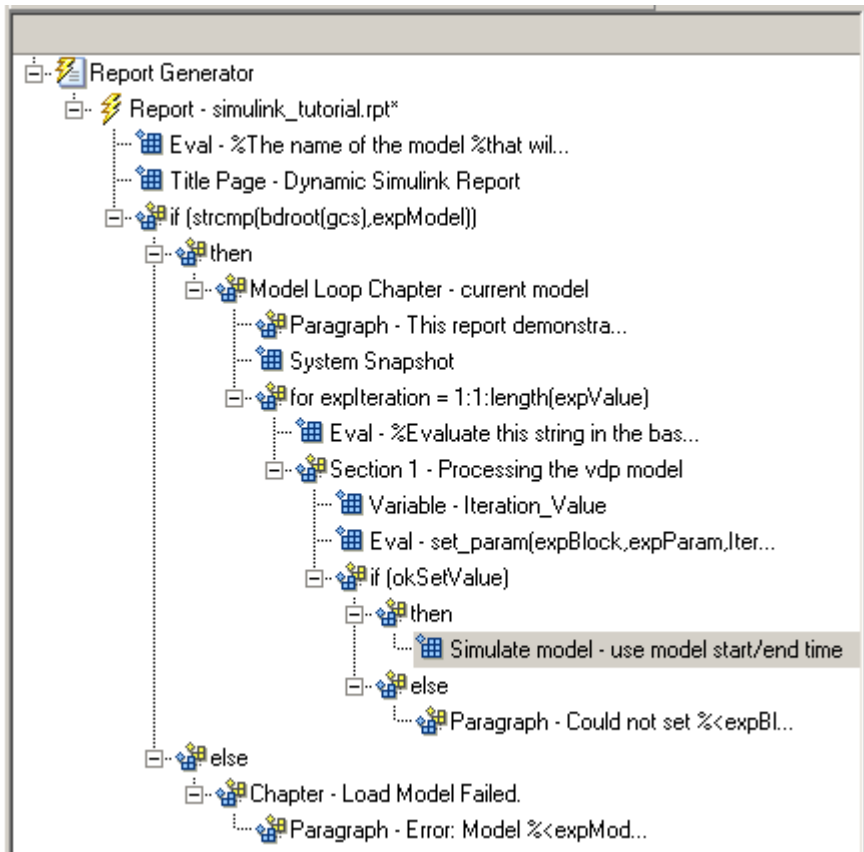 Report Generator
Report - simulink_tutorial.rpt*
Eval - %The name of the model %that wil...
Title Page - Dynamic Simulink Report
if (strcmp(bdroot(gcs),expModel))
then
Model Loop Chapter - current model
Paragraph - This report demonstra...
System Snapshot
for expIteration = 1:1:length(expValue)
Eval - %Evaluate this string in the bas...
Section 1 - Processing the vdp model
Variable - Iteration_Value
Eval - set_param(expBlock,expParam,Iter...
if (okSetValue)
then
Simulate model - use model start/end time
else
Paragraph - Could not set %<expBl...
else
Chapter - Load Model Failed.
Paragraph - Error: Model %<expMod...